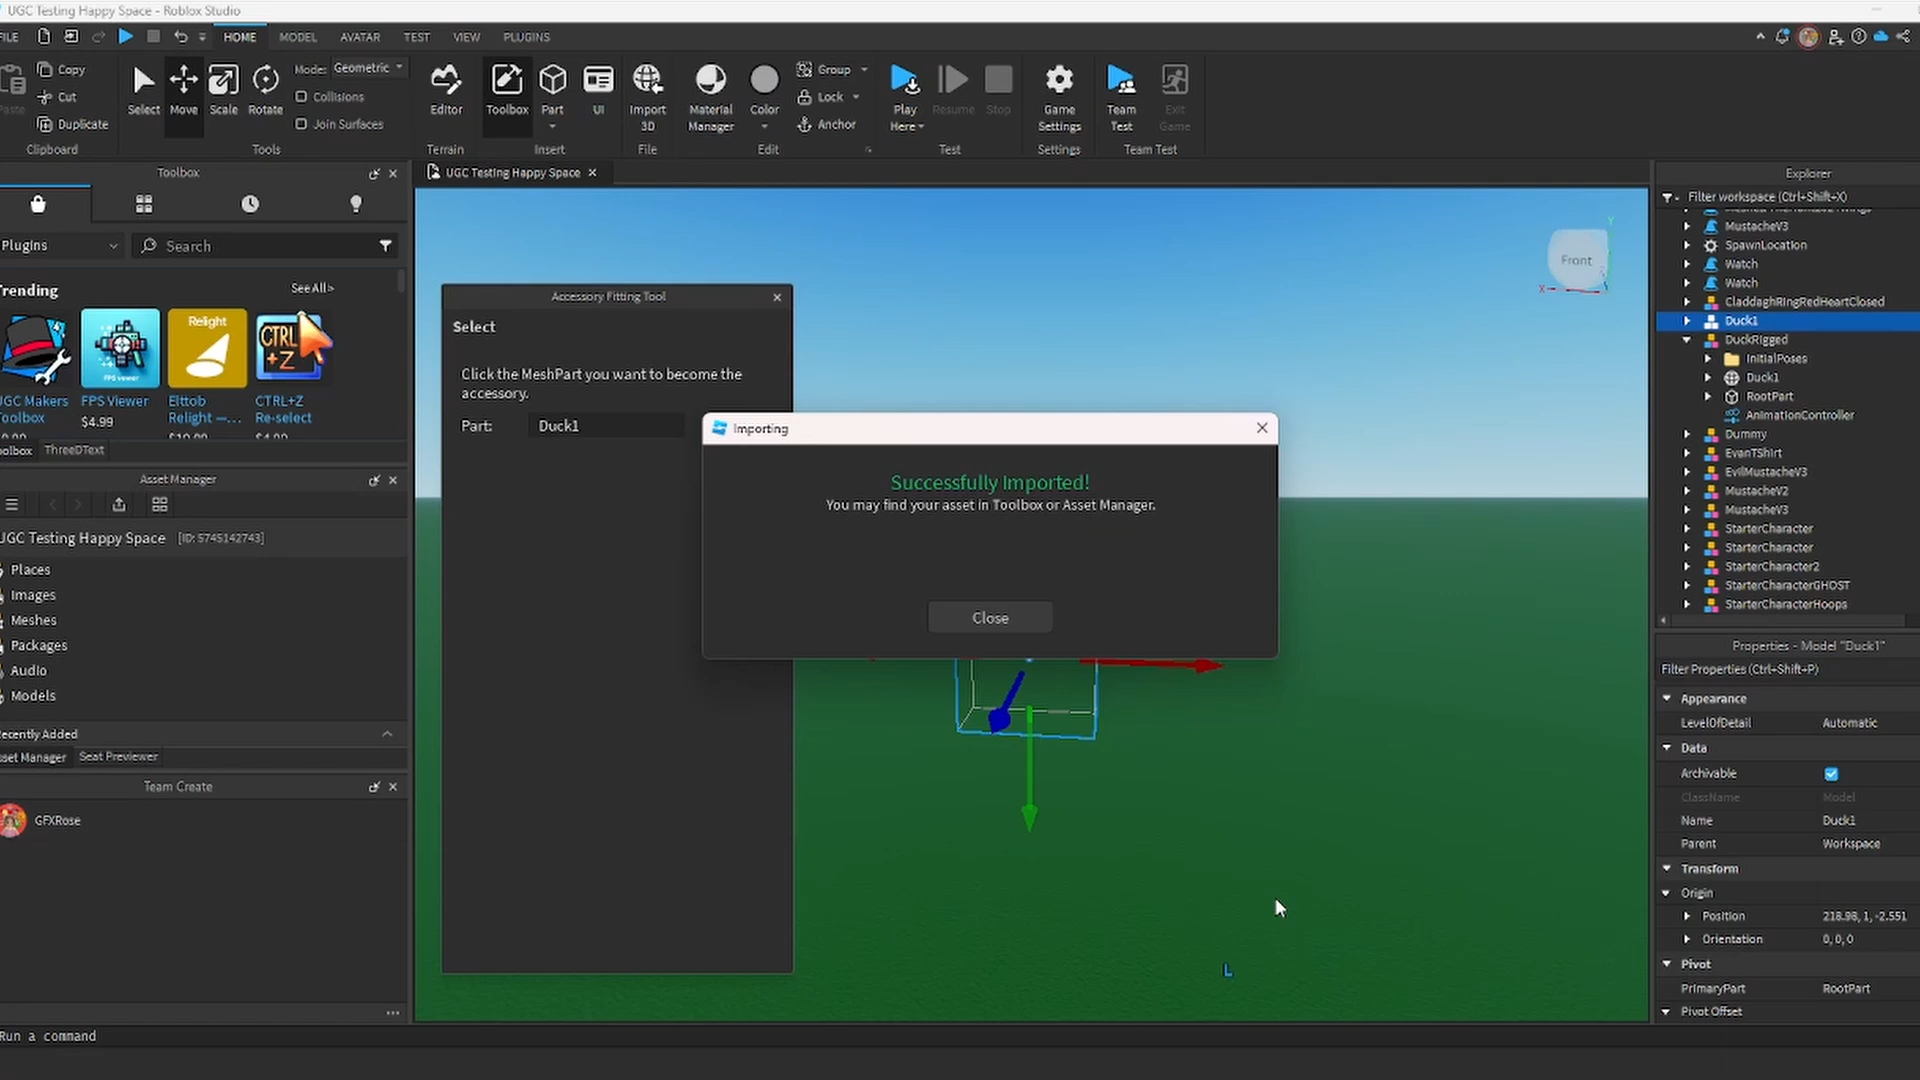 UGC Testing Happy Space - Roblox Studio
FILE HOME MODEL AVATAR TEST VIEW PLUGINS
Paste
Copy
Cut
Duplicate
Clipboard
Select
Move
Scale
Rotate
Mode: Geometric
Collisions
Join Surfaces
Tools
Editor
Terrain
Toolbox
Part
UI
Insert
Import
3D
File
Material
Manager
Color
Group
Lock
Anchor
Edit
Play
Here
Resume
Stop
Test
Game
Settings
Settings
Team
Test
Exit
Game
Team Test
Toolbox
Plugins
Search
Trending
See All>
Relight
FPS viewer
CTRL
+Z
UGC Makers
Toolbox
FPS Viewer
$4.99
Elttob
Relight —...
CTRL+Z
Re-select
Toolbox ThreeDText
Asset Manager
UGC Testing Happy Space [ID: 5745142743]
Places
Images
Meshes
Packages
Audio
Models
Recently Added
Asset Manager Seat Previewer
Team Create
GFXRose
Run a command
UGC Testing Happy Space
Front
Y
X
Accessory Fitting Tool
Select
Click the MeshPart you want to become the
accessory.
Part: Duck1
Importing
Successfully Imported!
You may find your asset in Toolbox or Asset Manager.
Close
L
Explorer
Filter workspace (Ctrl+Shift+X)
MustacheV3
SpawnLocation
Watch
Watch
CladdaghRingRedHeartClosed
Duck1
DuckRigged
InitialPoses
Duck1
RootPart
AnimationController
Dummy
EvanTShirt
EvilMustacheV3
MustacheV2
MustacheV3
StarterCharacter
StarterCharacter
StarterCharacter2
StarterCharacterGHOST
StarterCharacterHoops
Properties - Model "Duck1"
Filter Properties (Ctrl+Shift+P)
Appearance
LevelOfDetail Automatic
Data
Archivable
ClassName Model
Name Duck1
Parent Workspace
Transform
Origin
Position 218.98, 1, -2.551
Orientation 0, 0, 0
Pivot
PrimaryPart RootPart
Pivot Offset